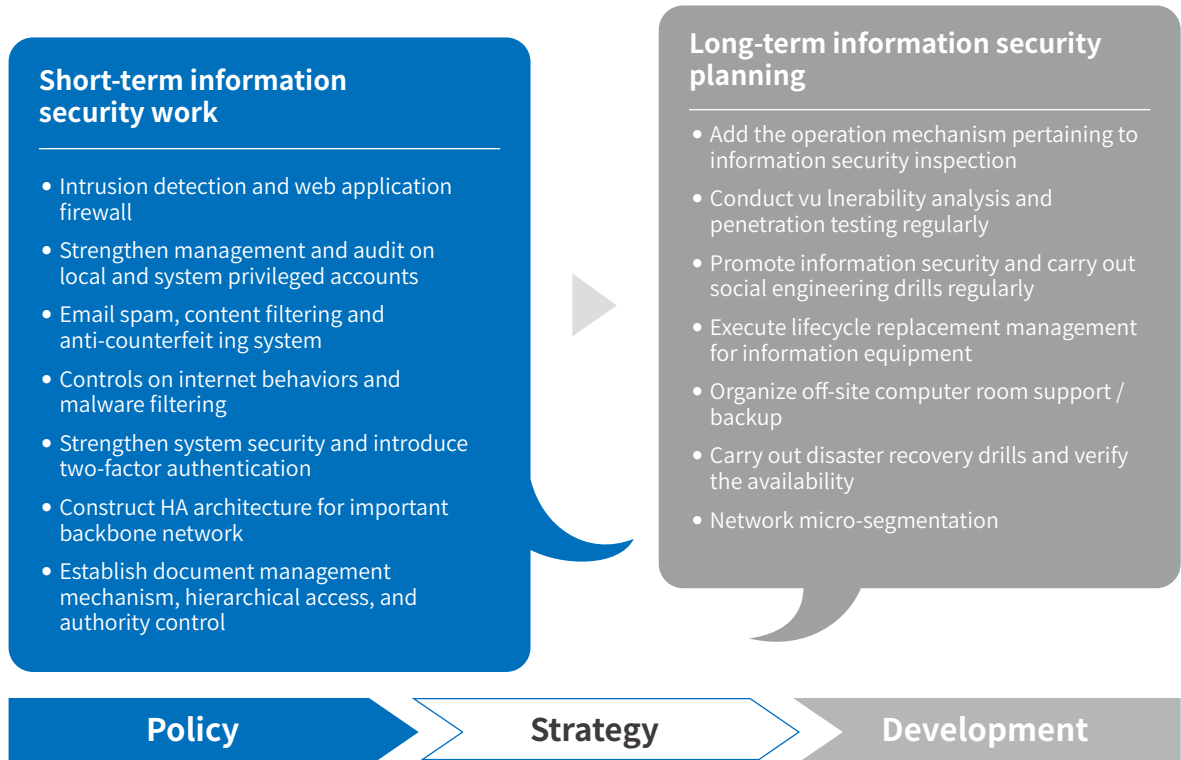 Short-term information
security work
• Intrusion detection and web application
firewall
• Strengthen management and audit on
local and system privileged accounts
• Email spam, content filtering and
anti-counterfeit ing system
• Controls on internet behaviors and
malware filtering
• Strengthen system security and introduce
two-factor authentication
• Construct HA architecture for important
backbone network
• Establish document management
mechanism, hierarchical access, and
authority control
Long-term information security
planning
• Add the operation mechanism pertaining to
information security inspection
• Conduct vu lnerability analysis and
penetration testing regularly
• Promote information security and carry out
social engineering drills regularly
• Execute lifecycle replacement management
for information equipment
• Organize off-site computer room support /
backup
• Carry out disaster recovery drills and verify
the availability
• Network micro-segmentation
Policy
Strategy
Development